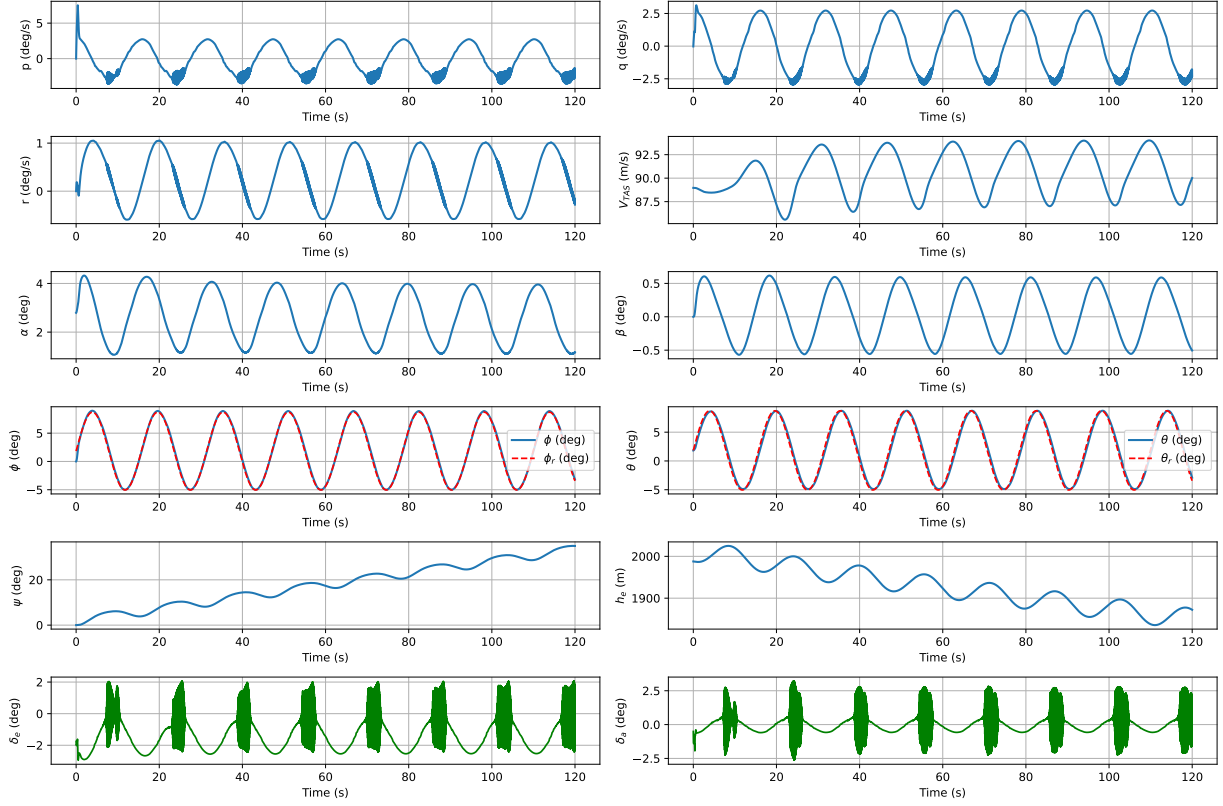 p (deg/s)
5
0
0 20 40 60 80 100 120
Time (s)
q (deg/s)
2.5
0.0
−2.5
0 20 40 60 80 100 120
Time (s)
r (deg/s)
1
0
0 20 40 60 80 100 120
Time (s)
V_TAS (m/s)
92.5
90.0
87.5
0 20 40 60 80 100 120
Time (s)
α (deg)
4
2
0 20 40 60 80 100 120
Time (s)
β (deg)
0.5
0.0
−0.5
0 20 40 60 80 100 120
Time (s)
ϕ (deg)
5
0
−5
ϕ (deg)
ϕ_r (deg)
0 20 40 60 80 100 120
Time (s)
θ (deg)
5
0
−5
θ (deg)
θ_r (deg)
0 20 40 60 80 100 120
Time (s)
ψ (deg)
20
0
0 20 40 60 80 100 120
Time (s)
h_e (m)
2000
1900
0 20 40 60 80 100 120
Time (s)
δ_e (deg)
2
0
−2
0 20 40 60 80 100 120
Time (s)
δ_a (deg)
2.5
0.0
−2.5
0 20 40 60 80 100 120
Time (s)